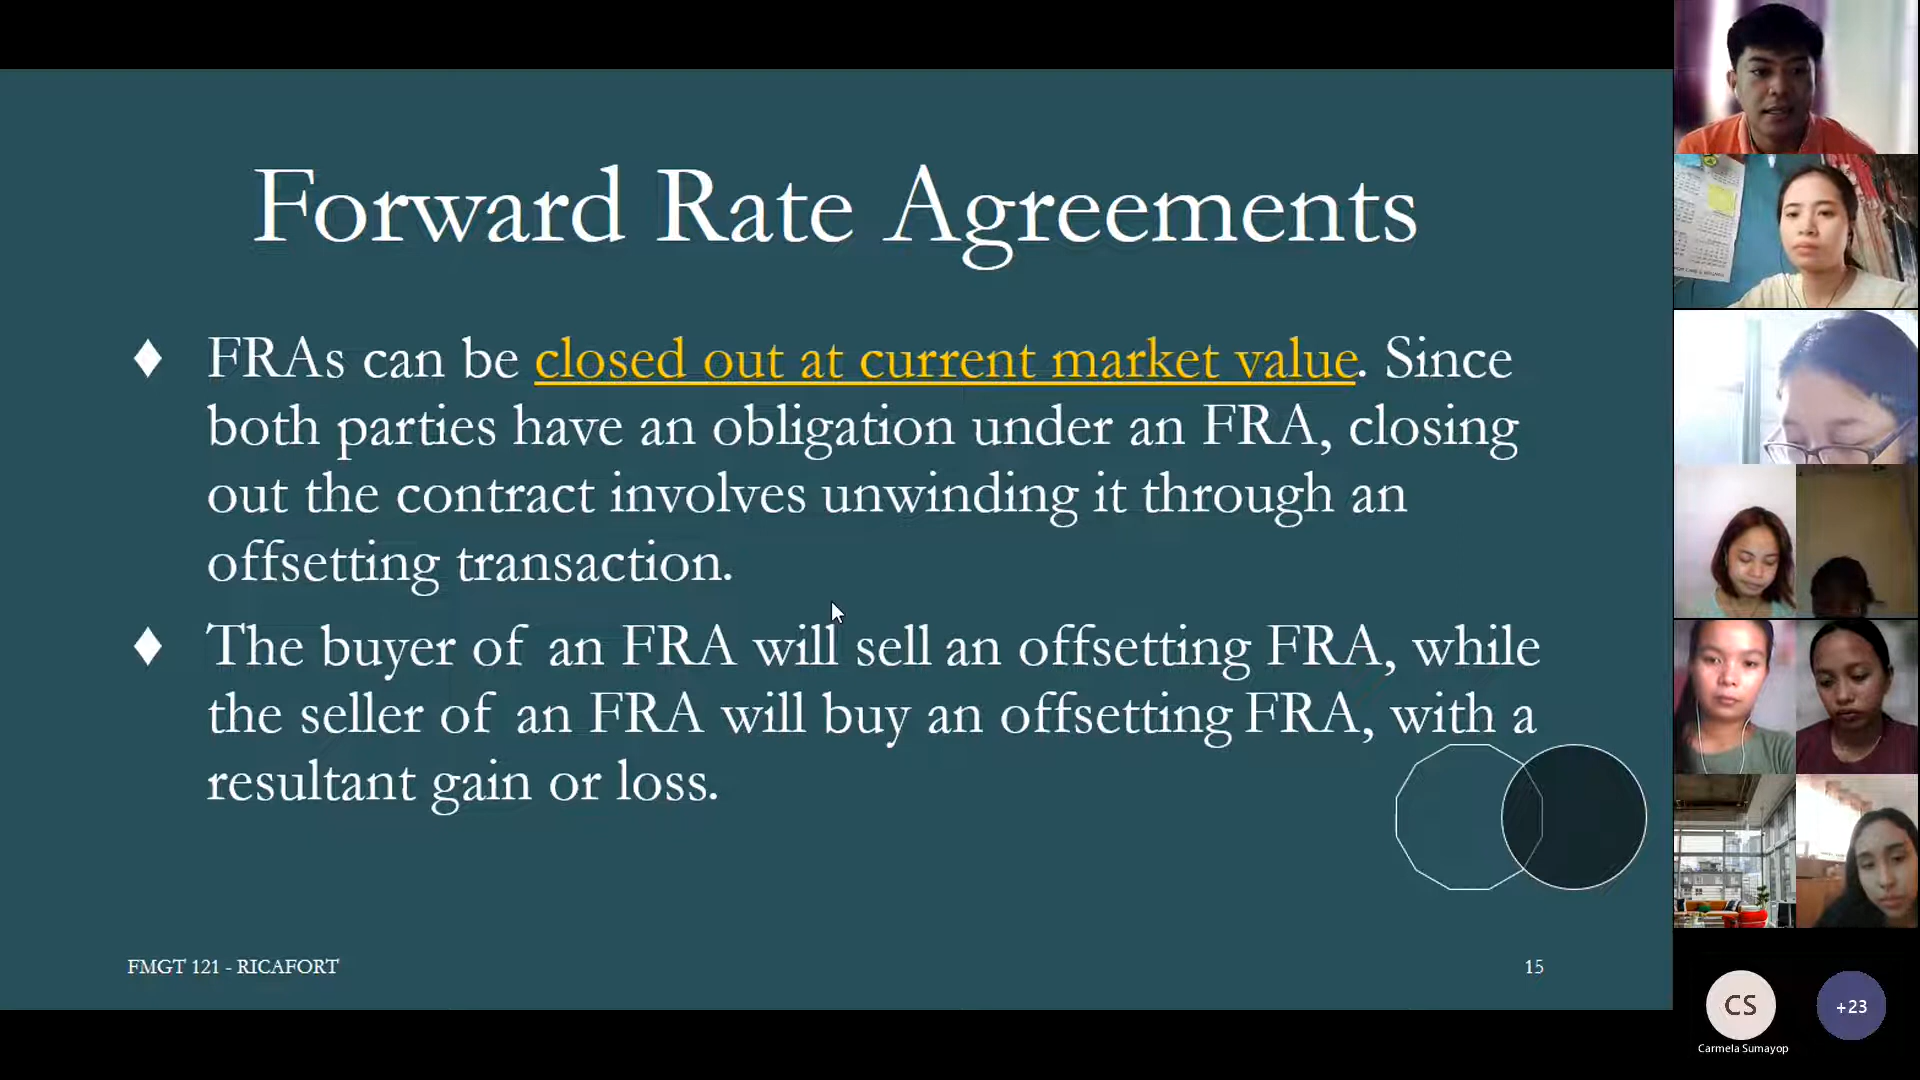 Forward Rate Agreements
♦ FRAs can be closed out at current market value. Since
both parties have an obligation under an FRA, closing
out the contract involves unwinding it through an
offsetting transaction.
♦ The buyer of an FRA will sell an offsetting FRA, while
the seller of an FRA will buy an offsetting FRA, with a
resultant gain or loss.
FMGT 121 - RICAFORT
15
CS
+23
Carmela Sumayop